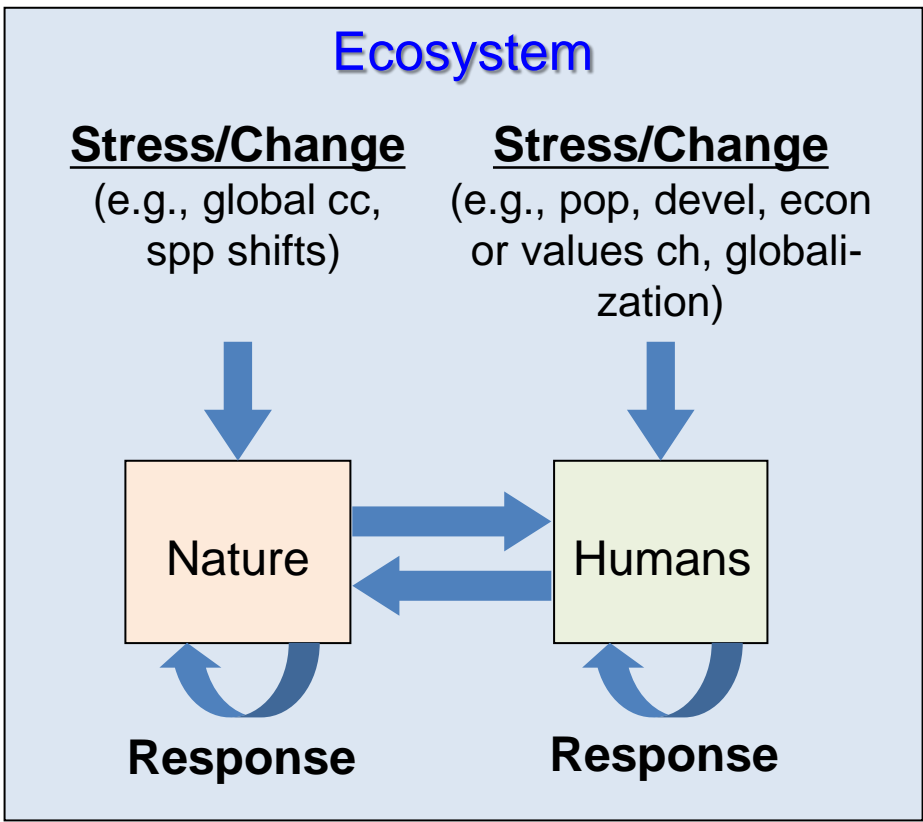 Ecosystem
Stress/Change
(e.g., global cc,
spp shifts)
Stress/Change
(e.g., pop, devel, econ
or values ch, globali-
zation)
Nature
Humans
Response
Response